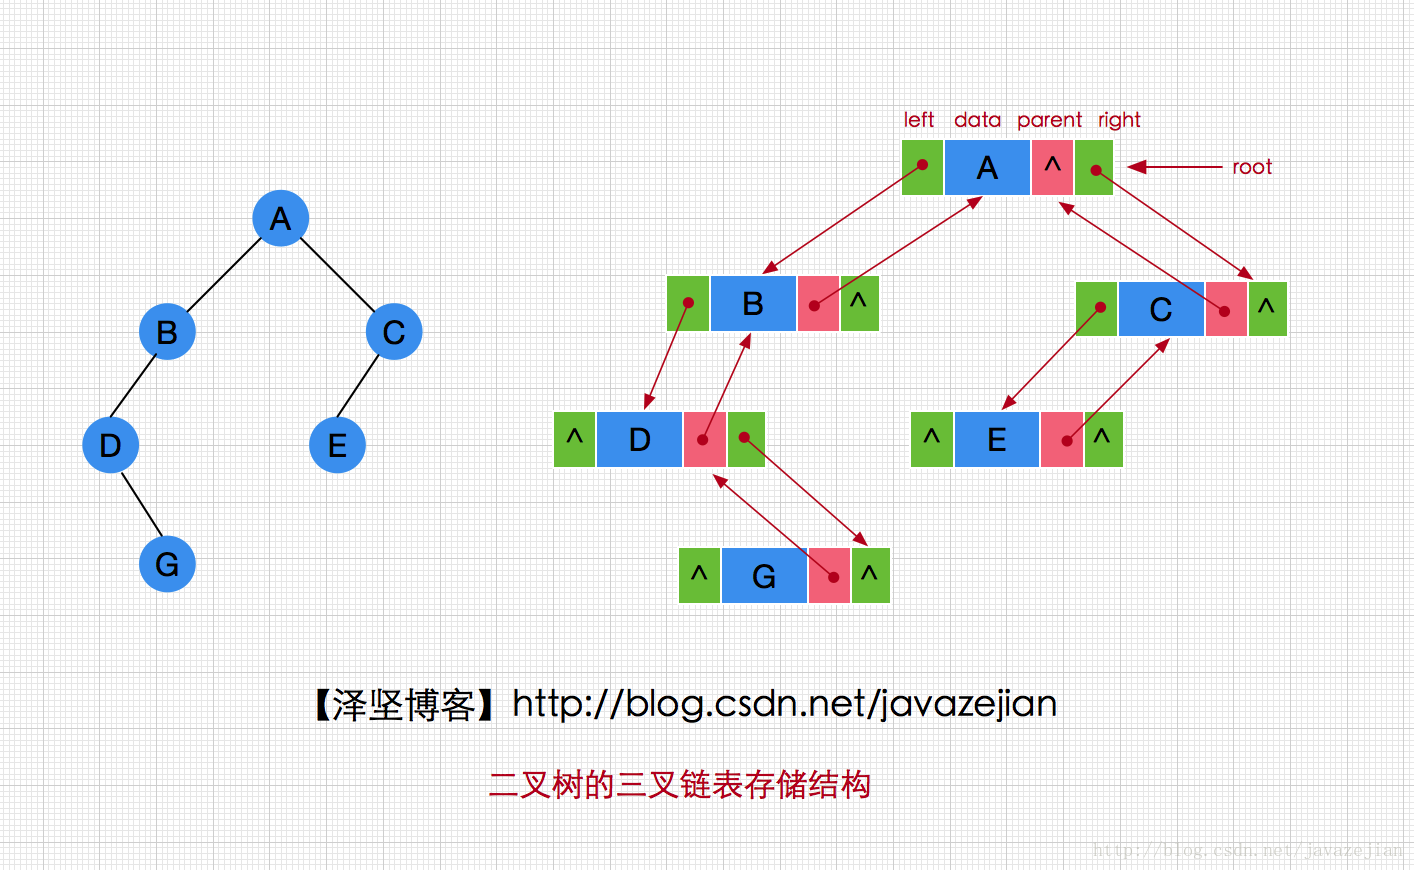 left data parent right
A ^
root
A
B ^
B C
C ^
^ D
^ E ^
D E
^ G ^
G
【泽坚博客】http://blog.csdn.net/javazejian
二叉树的三叉链表存储结构
http://blog.csdn.net/javazejian